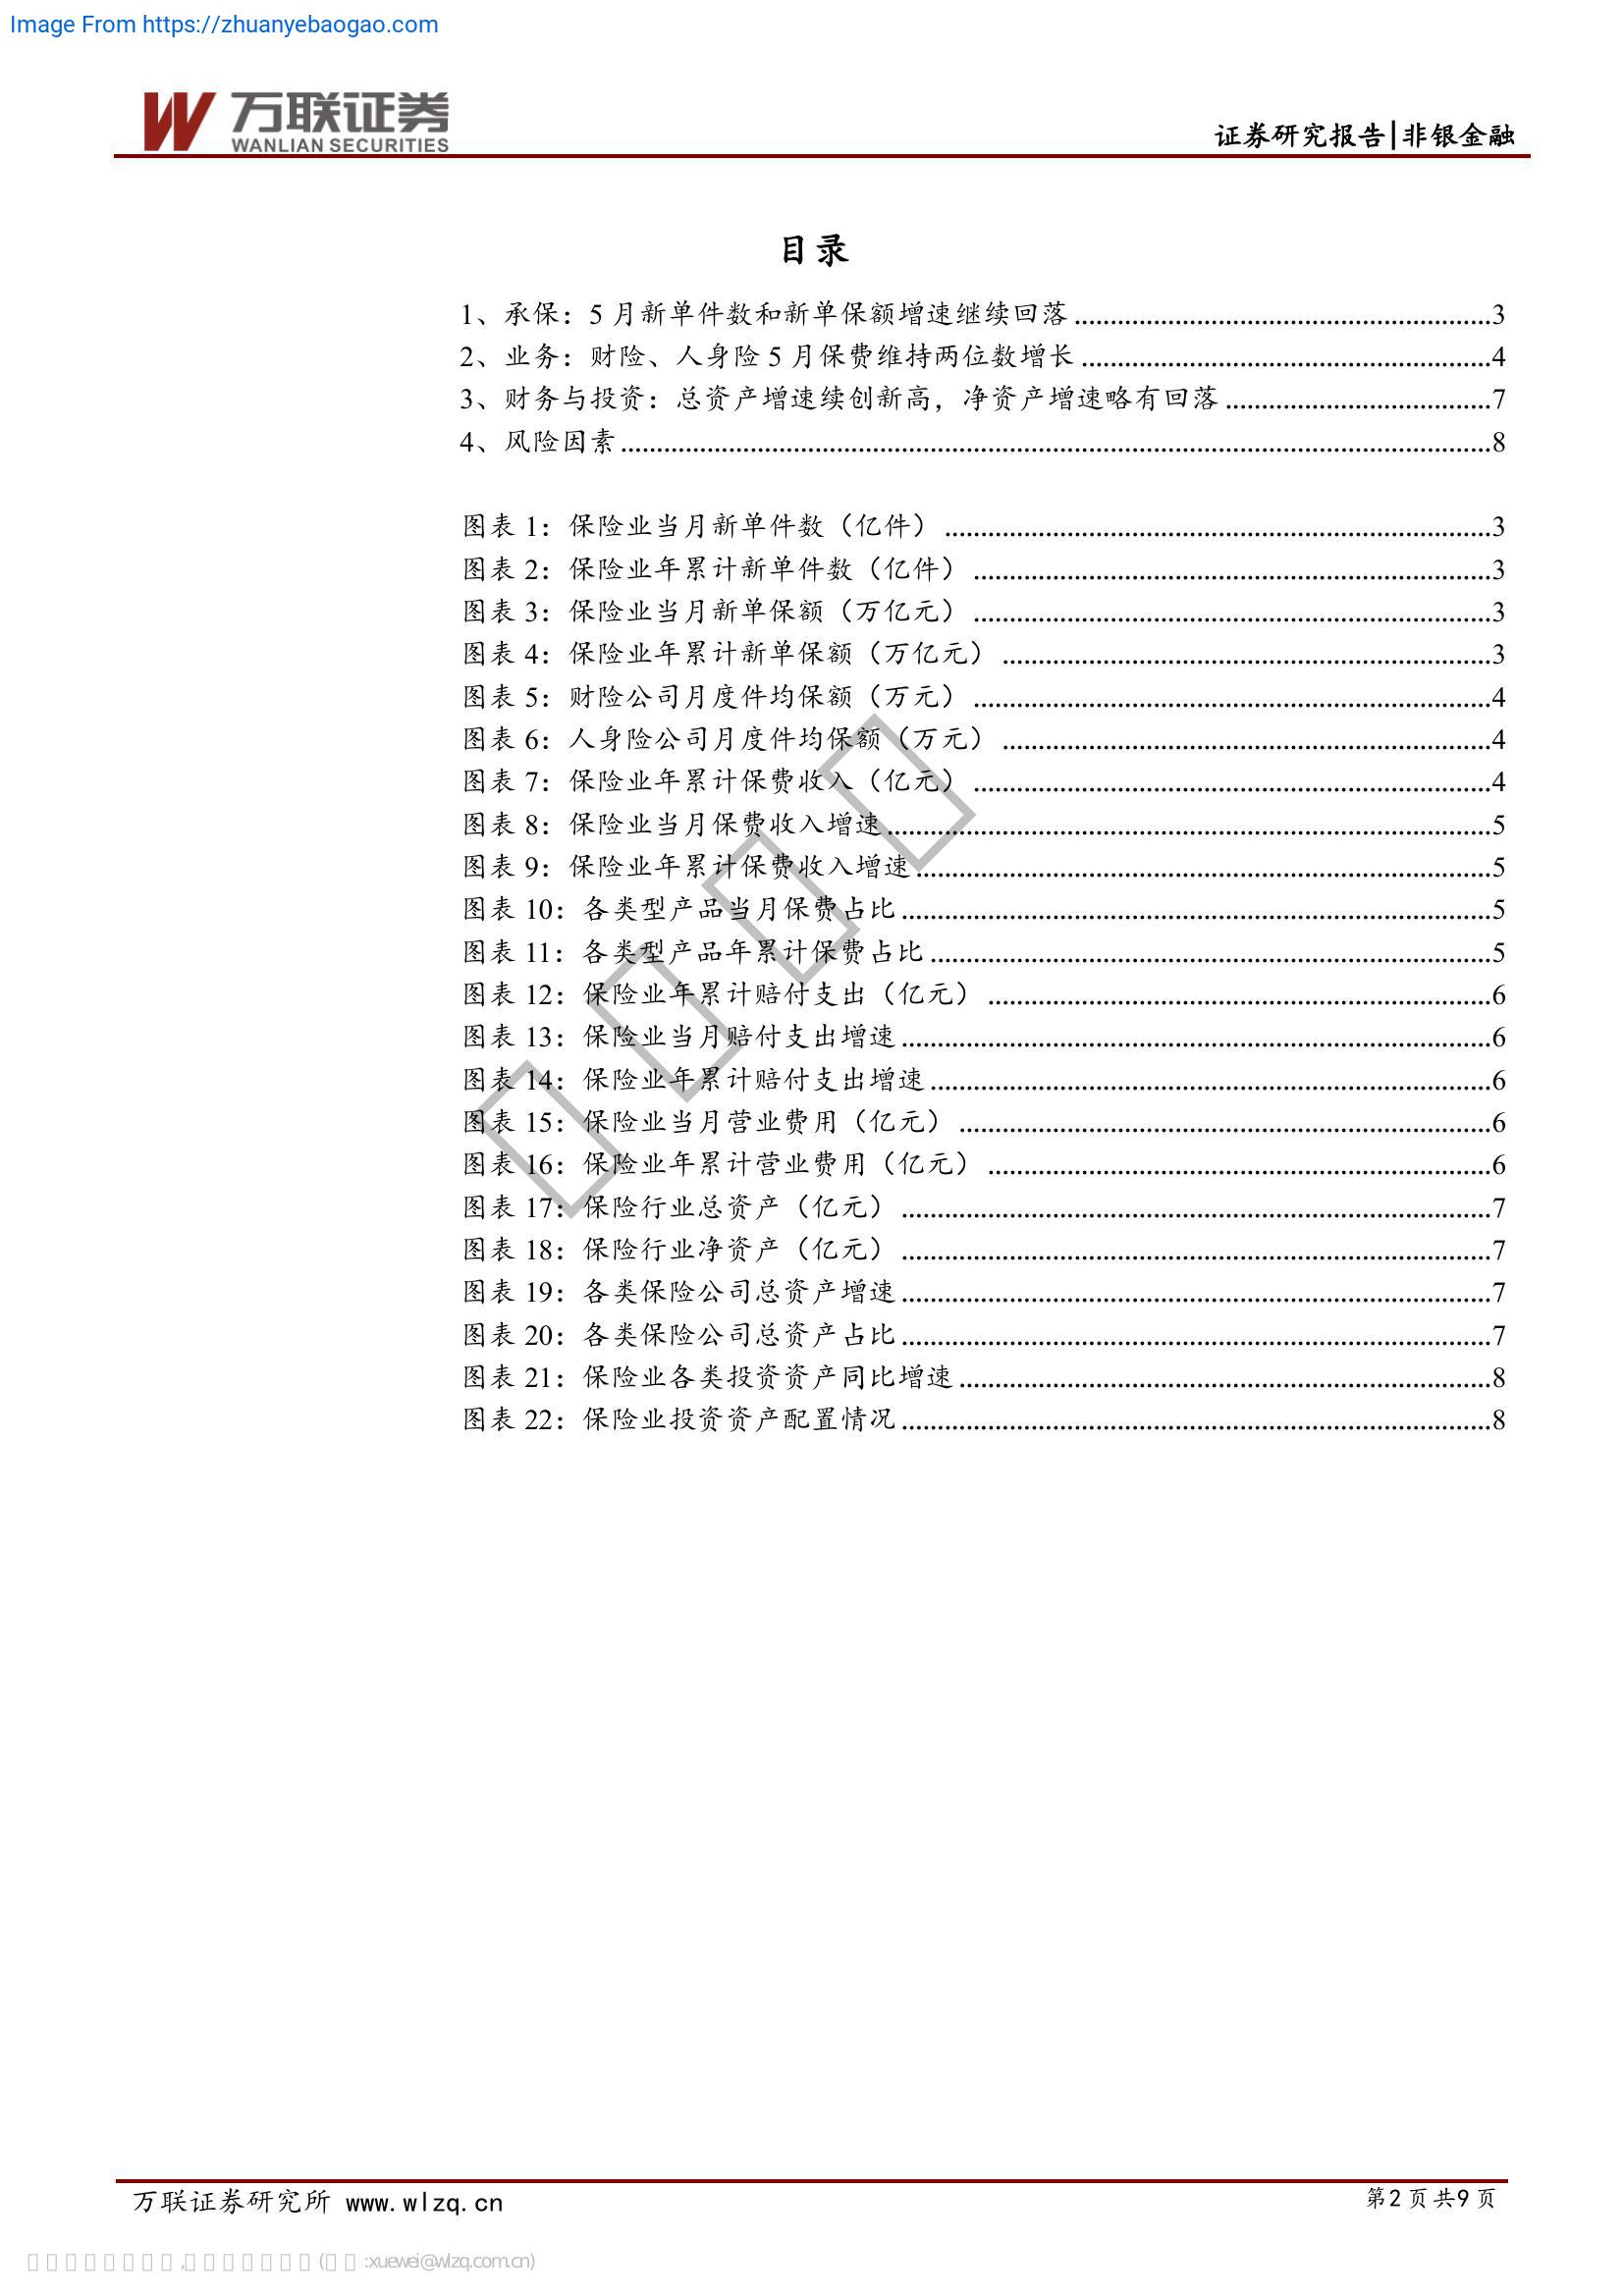 Image From https://zhuanyebaogao.com
万联证券
WANLIAN SECURITIES
证券研究报告|非银金融
目录
1、承保：5 月新单件数和新单保额增速继续回落 ..........3
2、业务：财险、人身险 5 月保费维持两位数增长 ..........4
3、财务与投资：总资产增速续创新高，净资产增速略有回落 ..........7
4、风险因素 ..........8
图表 1：保险业当月新单件数（亿件） ..........3
图表 2：保险业年累计新单件数（亿件） ..........3
图表 3：保险业当月新单保额（万亿元） ..........3
图表 4：保险业年累计新单保额（万亿元） ..........3
图表 5：财险公司月度件均保额（万元） ..........4
图表 6：人身险公司月度件均保额（万元） ..........4
图表 7：保险业年累计保费收入（亿元） ..........4
图表 8：保险业当月保费收入增速 ..........5
图表 9：保险业年累计保费收入增速 ..........5
图表 10：各类型产品当月保费占比 ..........5
图表 11：各类型产品年累计保费占比 ..........5
图表 12：保险业年累计赔付支出（亿元） ..........6
图表 13：保险业当月赔付支出增速 ..........6
图表 14：保险业年累计赔付支出增速 ..........6
图表 15：保险业当月营业费用（亿元） ..........6
图表 16：保险业年累计营业费用（亿元） ..........6
图表 17：保险行业总资产（亿元） ..........7
图表 18：保险行业净资产（亿元） ..........7
图表 19：各类保险公司总资产增速 ..........7
图表 20：各类保险公司总资产占比 ..........7
图表 21：保险业各类投资资产同比增速 ..........8
图表 22：保险业投资资产配置情况 ..........8
万联证券研究所 www.wlzq.cn
第2 页 共9 页
:xuewei@wlzq.com.cn)